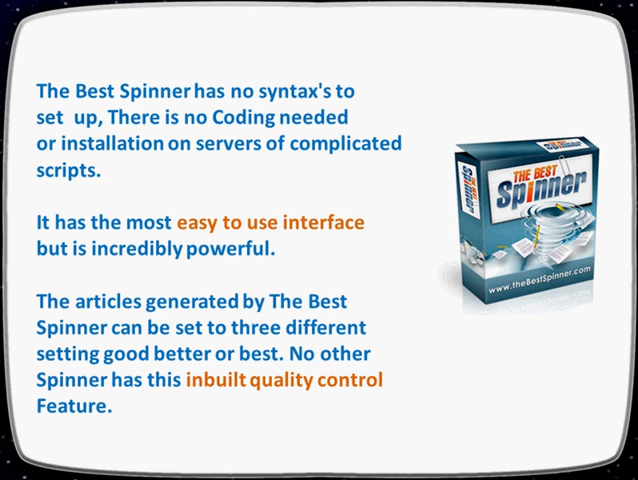 The Best Spinner has no syntax's to
set up, There is no Coding needed
or installation on servers of complicated
scripts.
It has the most easy to use interface
but is incredibly powerful.
The articles generated by The Best
Spinner can be set to three different
setting good better or best. No other
Spinner has this inbuilt quality control
Feature.
THE BEST
Spinner
www.theBestSpinner.com